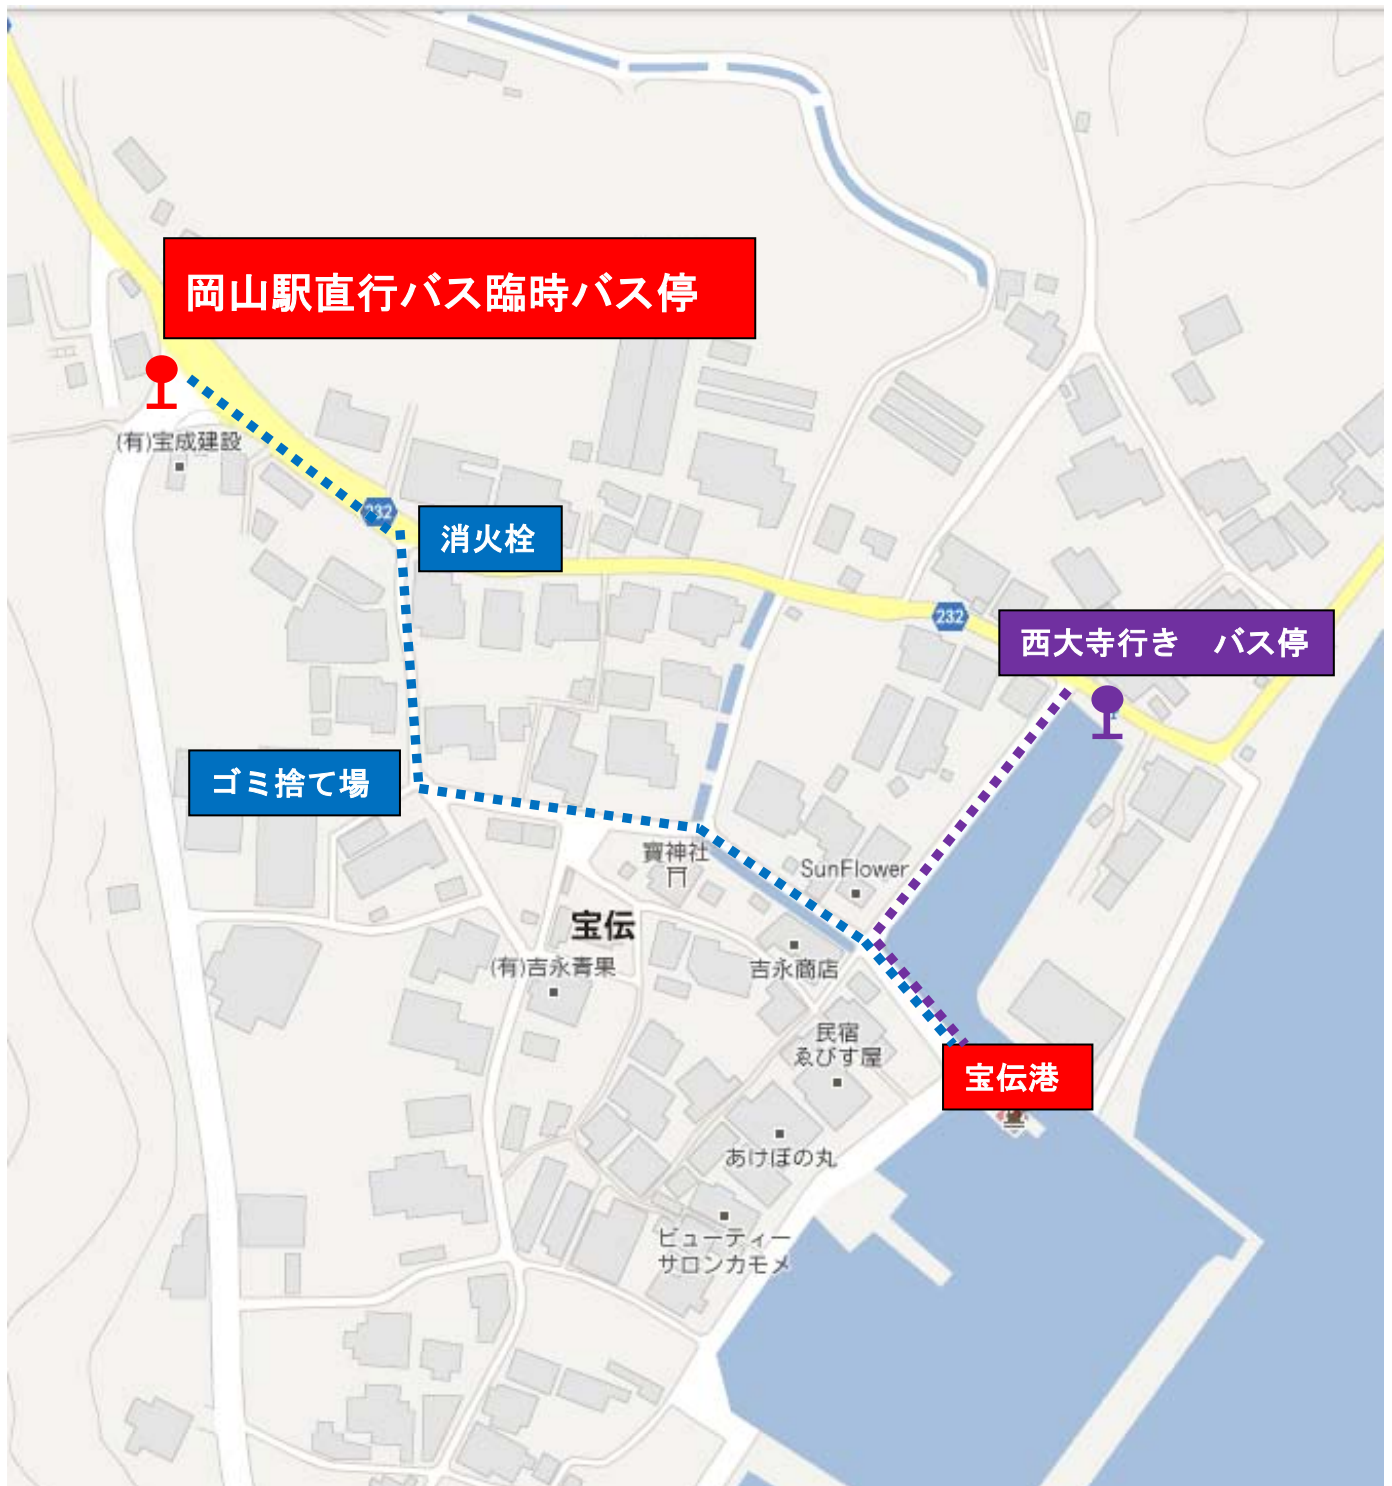 岡山駅直行バス臨時バス停
(有)宝成建設
232
消火栓
232
西大寺行き　バス停
ゴミ捨て場
寶神社
SunFlower
宝伝
(有)吉永青果
吉永商店
民宿
ゑびす屋
宝伝港
あけぼの丸
ビューティー
サロンカモメ